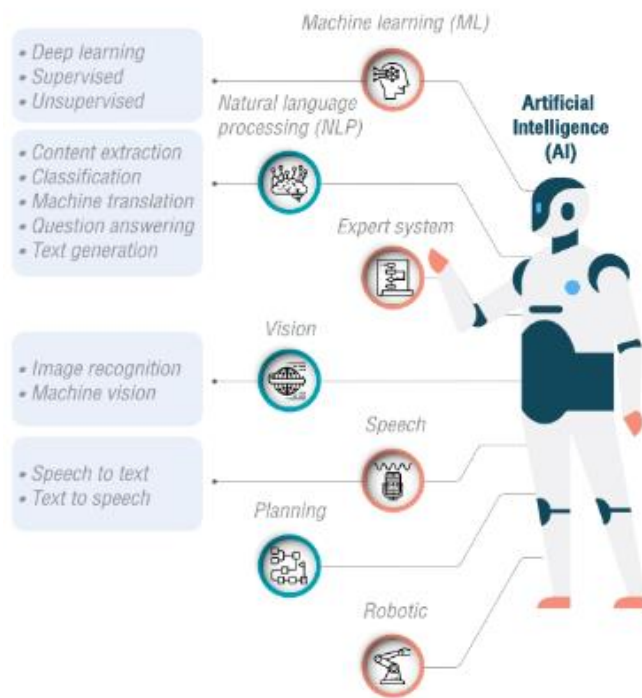 Machine learning (ML)
• Deep learning
• Supervised
• Unsupervised
Natural language
processing (NLP)
Artificial
Intelligence
(AI)
• Content extraction
• Classification
• Machine translation
• Question answering
• Text generation
Expert system
Vision
• Image recognition
• Machine vision
Speech
• Speech to text
• Text to speech
Planning
Robotic